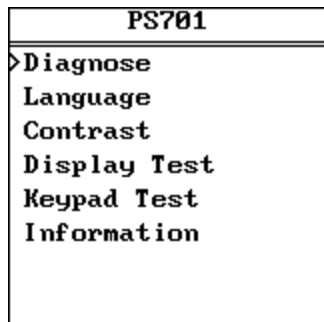 PS701
>Diagnose
Language
Contrast
Display Test
Keypad Test
Information